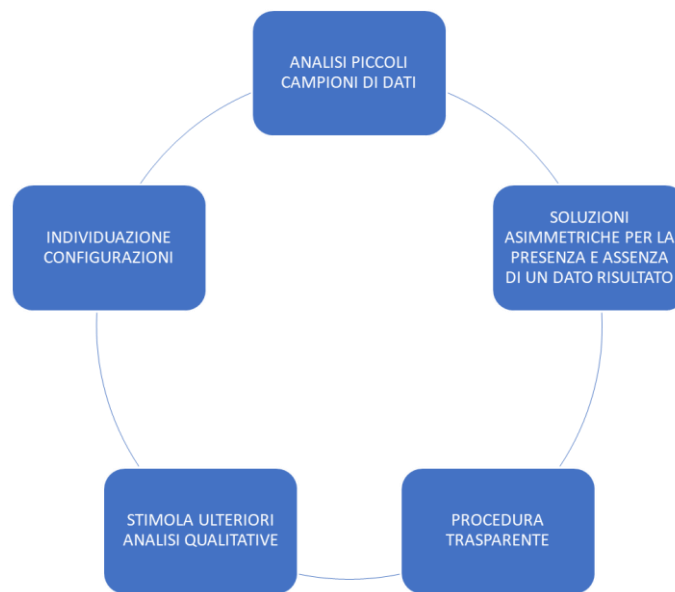 ANALISI PICCOLI
CAMPIONI DI DATI
SOLUZIONI
ASIMMETRICHE PER LA
PRESENZA E ASSENZA
DI UN DATO RISULTATO
PROCEDURA
TRASPARENTE
STIMOLA ULTERIORI
ANALISI QUALITATIVE
INDIVIDUAZIONE
CONFIGURAZIONI